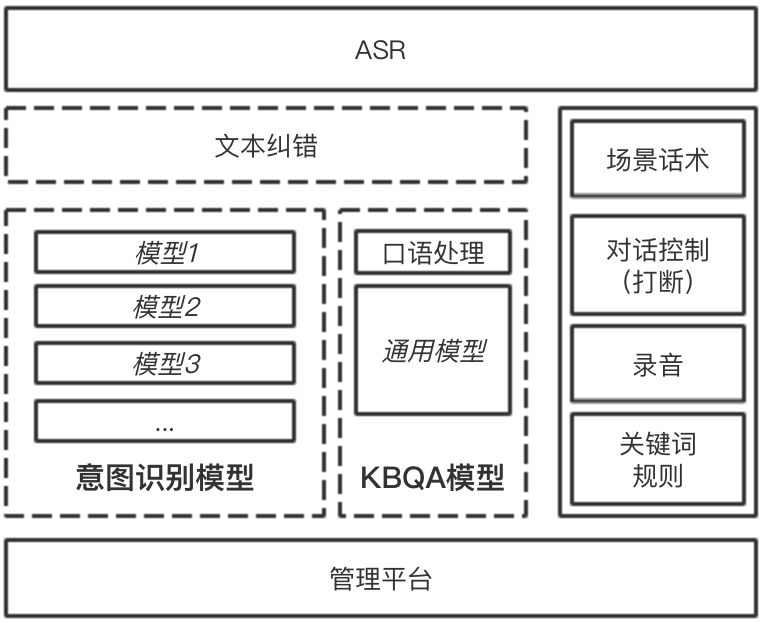 ASR
文本纠错
模型1
模型2
模型3
...
意图识别模型
口语处理
通用模型
KBQA模型
场景话术
对话控制
（打断）
录音
关键词
规则
管理平台